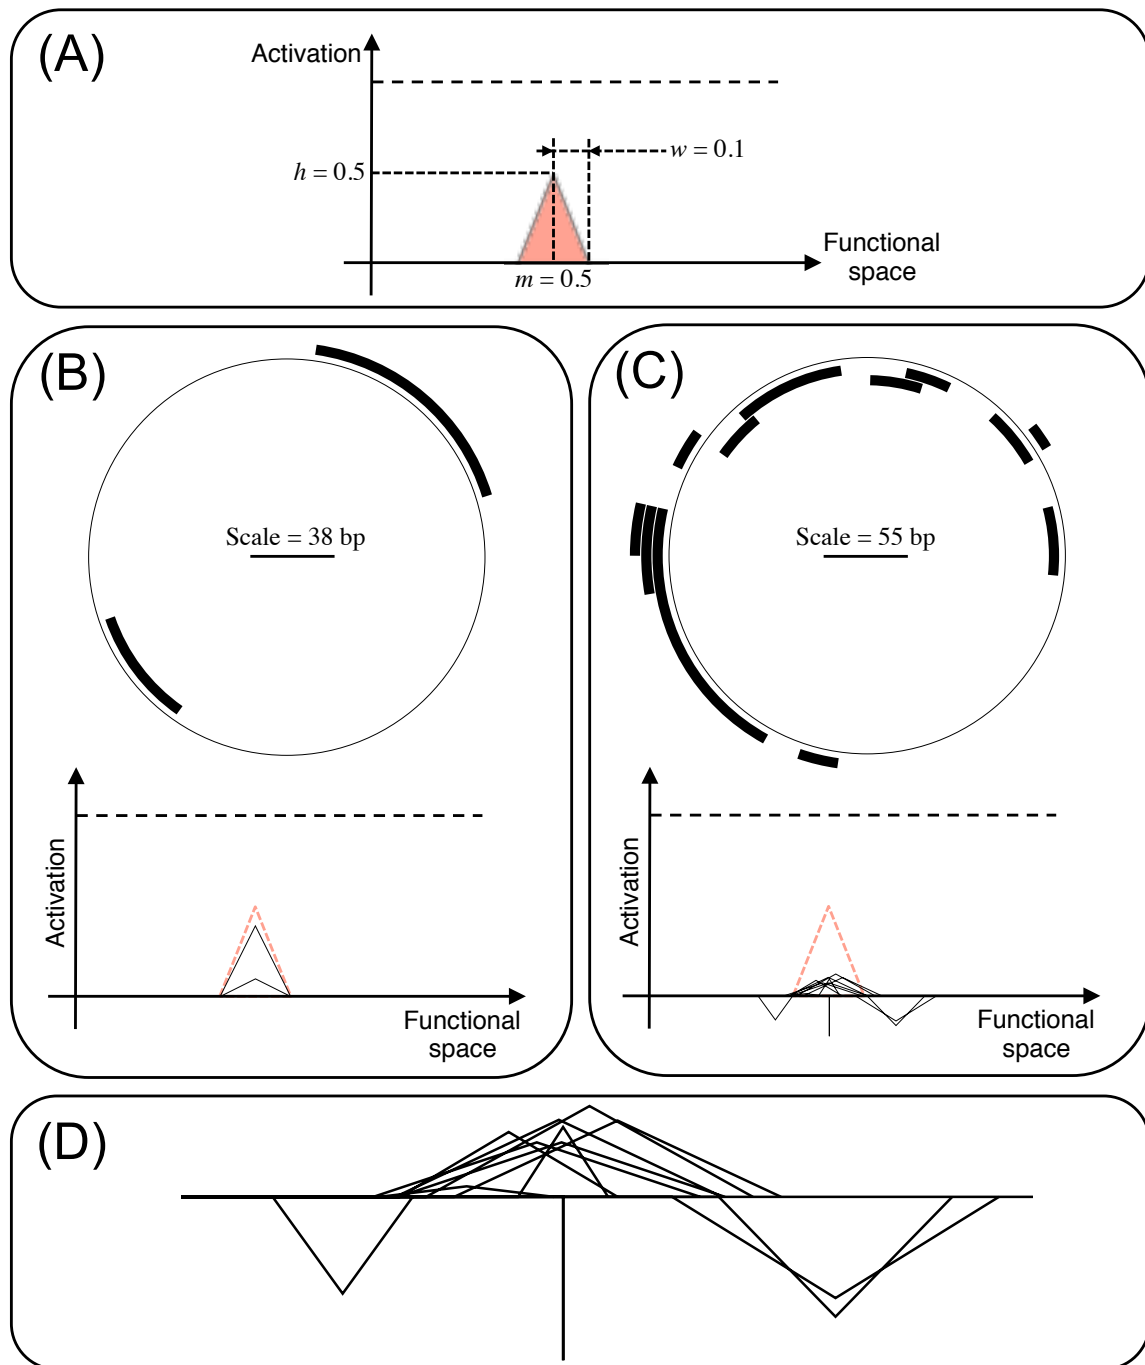 (A)
Activation
h = 0.5
w = 0.1
m = 0.5
Functional
space
(B)
Scale = 38 bp
Activation
Functional
space
(C)
Scale = 55 bp
Activation
Functional
space
(D)